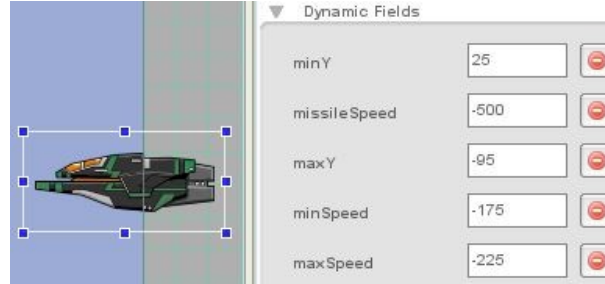 Dynamic Fields
minY 25
missileSpeed -500
maxY -95
minSpeed -175
maxSpeed -225